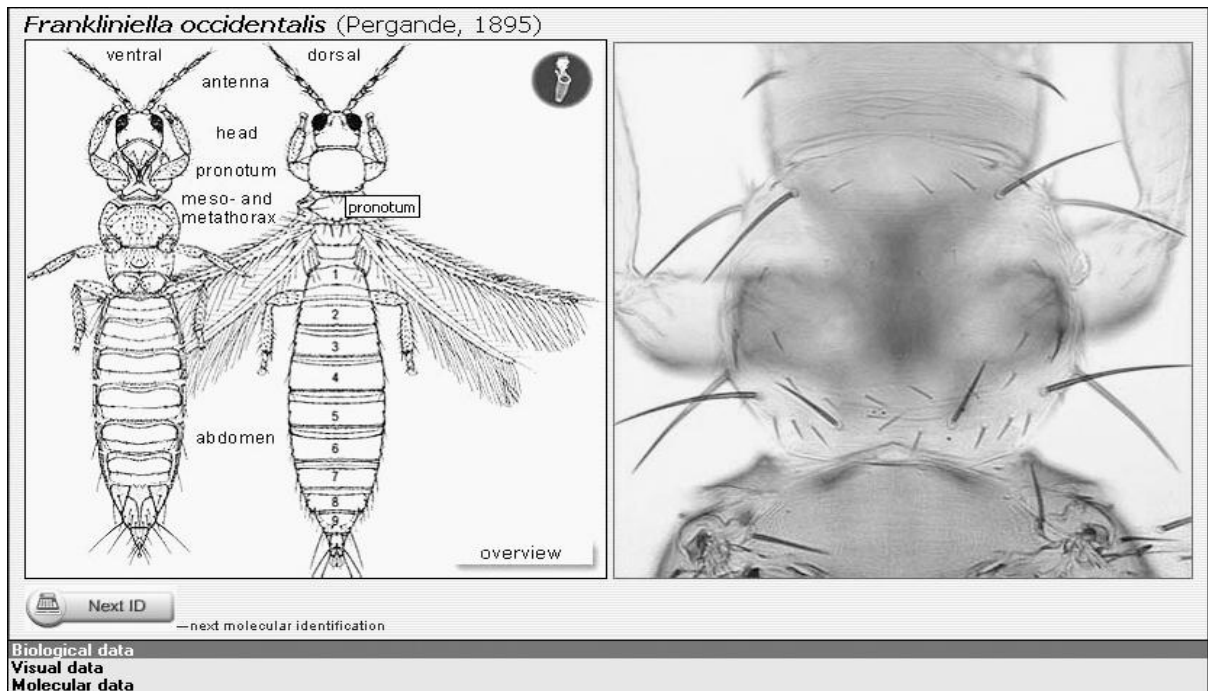 Frankliniella occidentalis (Pergande, 1895)
ventral
dorsal
antenna
head
pronotum
meso- and
metathorax
pronotum
1
2
3
4
5
6
7
8
9
abdomen
overview
Next ID
—next molecular identification
Biological data
Visual data
Molecular data